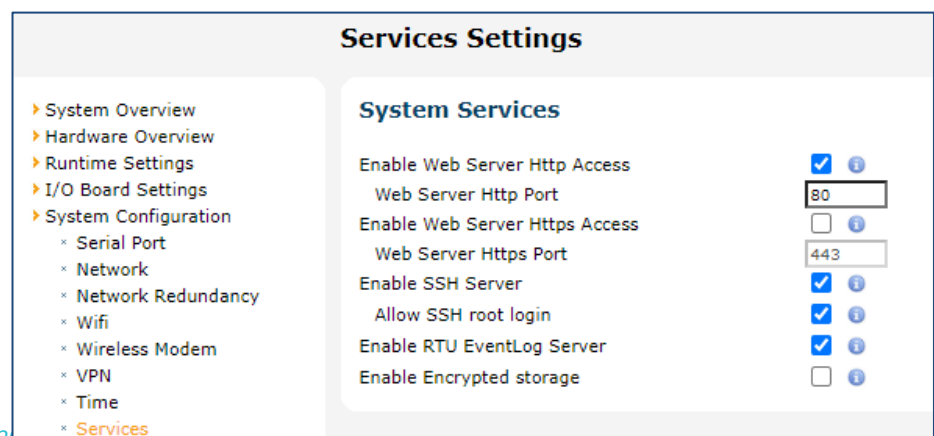 Services Settings
System Overview
Hardware Overview
Runtime Settings
I/O Board Settings
System Configuration
Serial Port
Network
Network Redundancy
Wifi
Wireless Modem
VPN
Time
Services
System Services
Enable Web Server Http Access
Web Server Http Port 80
Enable Web Server Https Access
Web Server Https Port 443
Enable SSH Server
Allow SSH root login
Enable RTU EventLog Server
Enable Encrypted storage